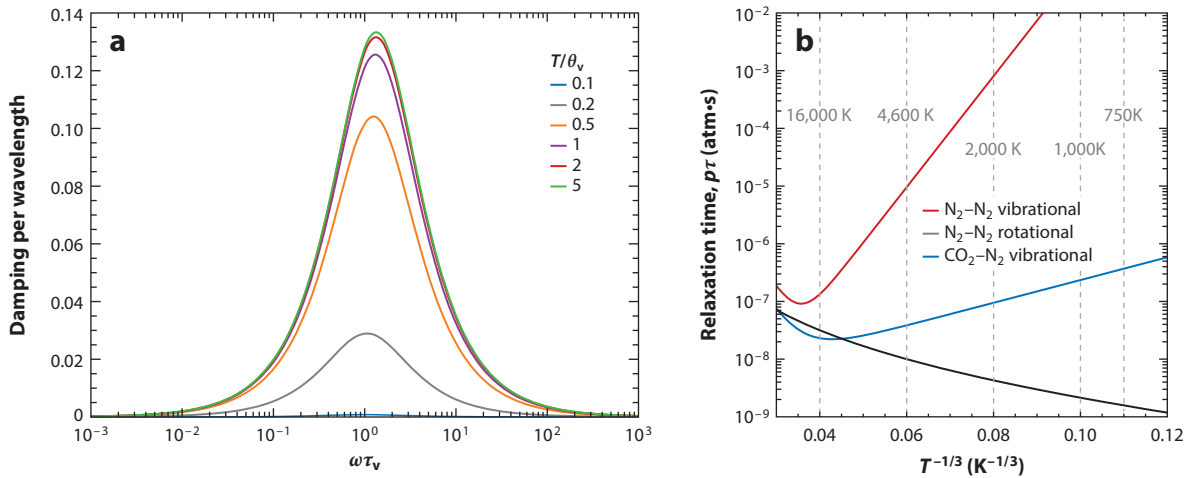 a
Damping per wavelength
0.14
0.12
0.10
0.08
0.06
0.04
0.02
0
T/θv
0.1
0.2
0.5
1
2
5
10⁻³
10⁻²
10⁻¹
10⁰
10¹
10²
10³
ωτv
b
Relaxation time, pτ (atm•s)
10⁻²
10⁻³
10⁻⁴
10⁻⁵
10⁻⁶
10⁻⁷
10⁻⁸
10⁻⁹
16,000 K
4,600 K
2,000 K
1,000K
750K
N₂–N₂ vibrational
N₂–N₂ rotational
CO₂–N₂ vibrational
0.04
0.06
0.08
0.10
0.12
T⁻¹/³ (K⁻¹/³)